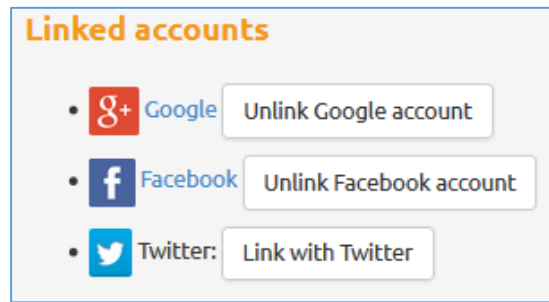 Linked accounts
g+ Google Unlink Google account
f Facebook Unlink Facebook account
Twitter: Link with Twitter